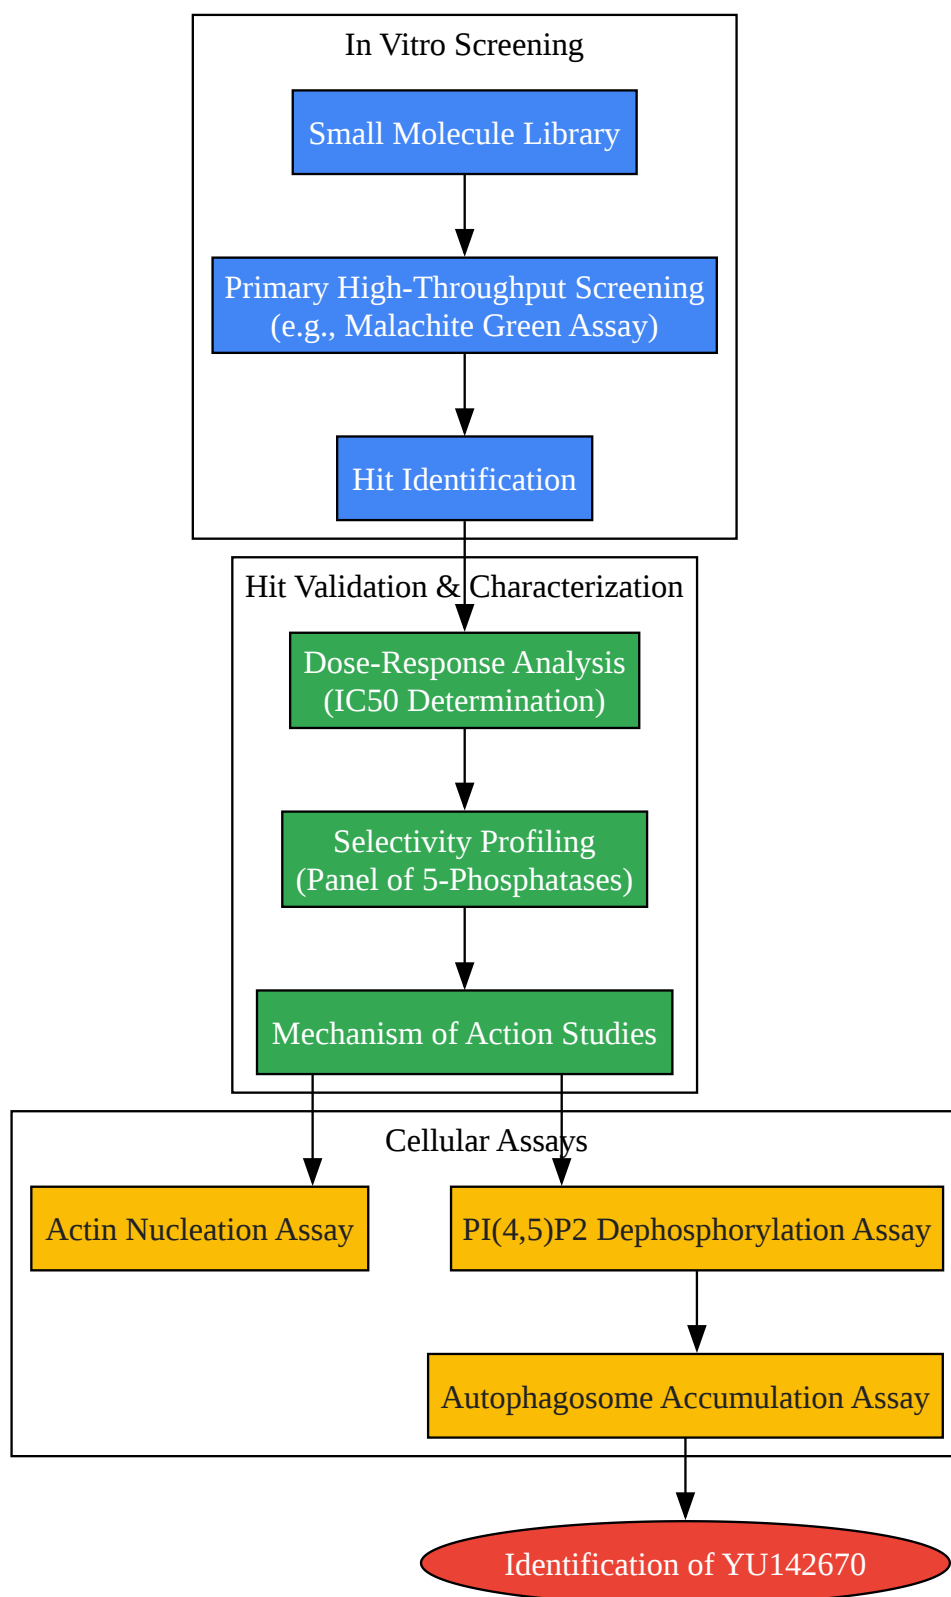 In Vitro Screening
Small Molecule Library
Primary High-Throughput Screening
(e.g., Malachite Green Assay)
Hit Identification
Hit Validation & Characterization
Dose-Response Analysis
(IC50 Determination)
Selectivity Profiling
(Panel of 5-Phosphatases)
Mechanism of Action Studies
Cellular Assays
Actin Nucleation Assay
PI(4,5)P2 Dephosphorylation Assay
Autophagosome Accumulation Assay
Identification of YU142670